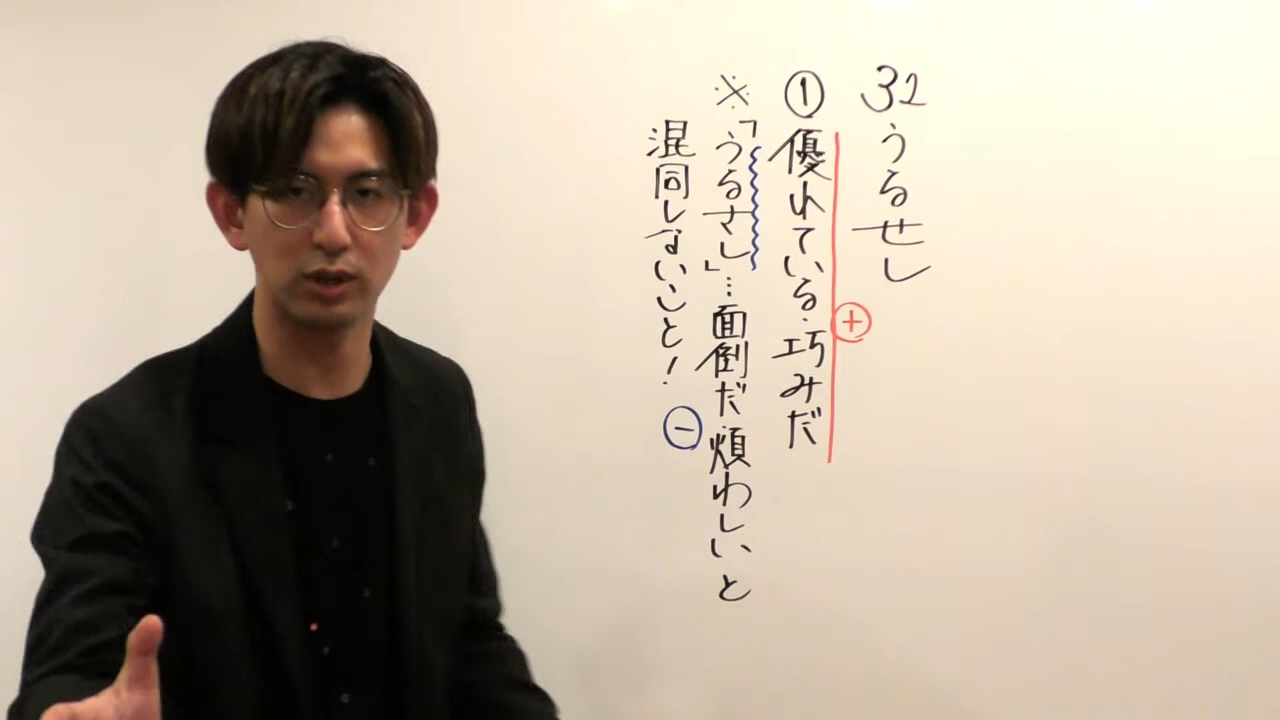 32 うるせし
① 優れている・巧みだ
⊕
※「うるさし」…面倒だ 煩わしい と
混同しないこと!
⊖